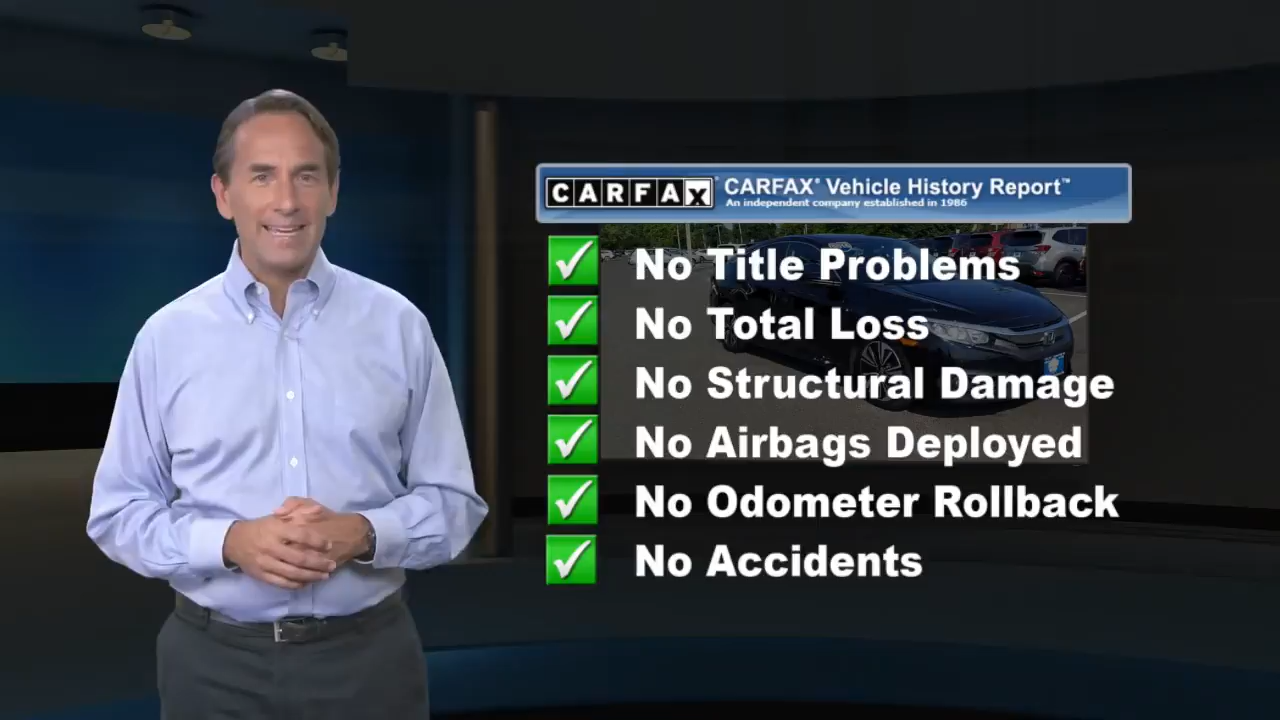 CARFAX
CARFAX® Vehicle History Report™
An independent company established in 1986
No Title Problems
No Total Loss
No Structural Damage
No Airbags Deployed
No Odometer Rollback
No Accidents